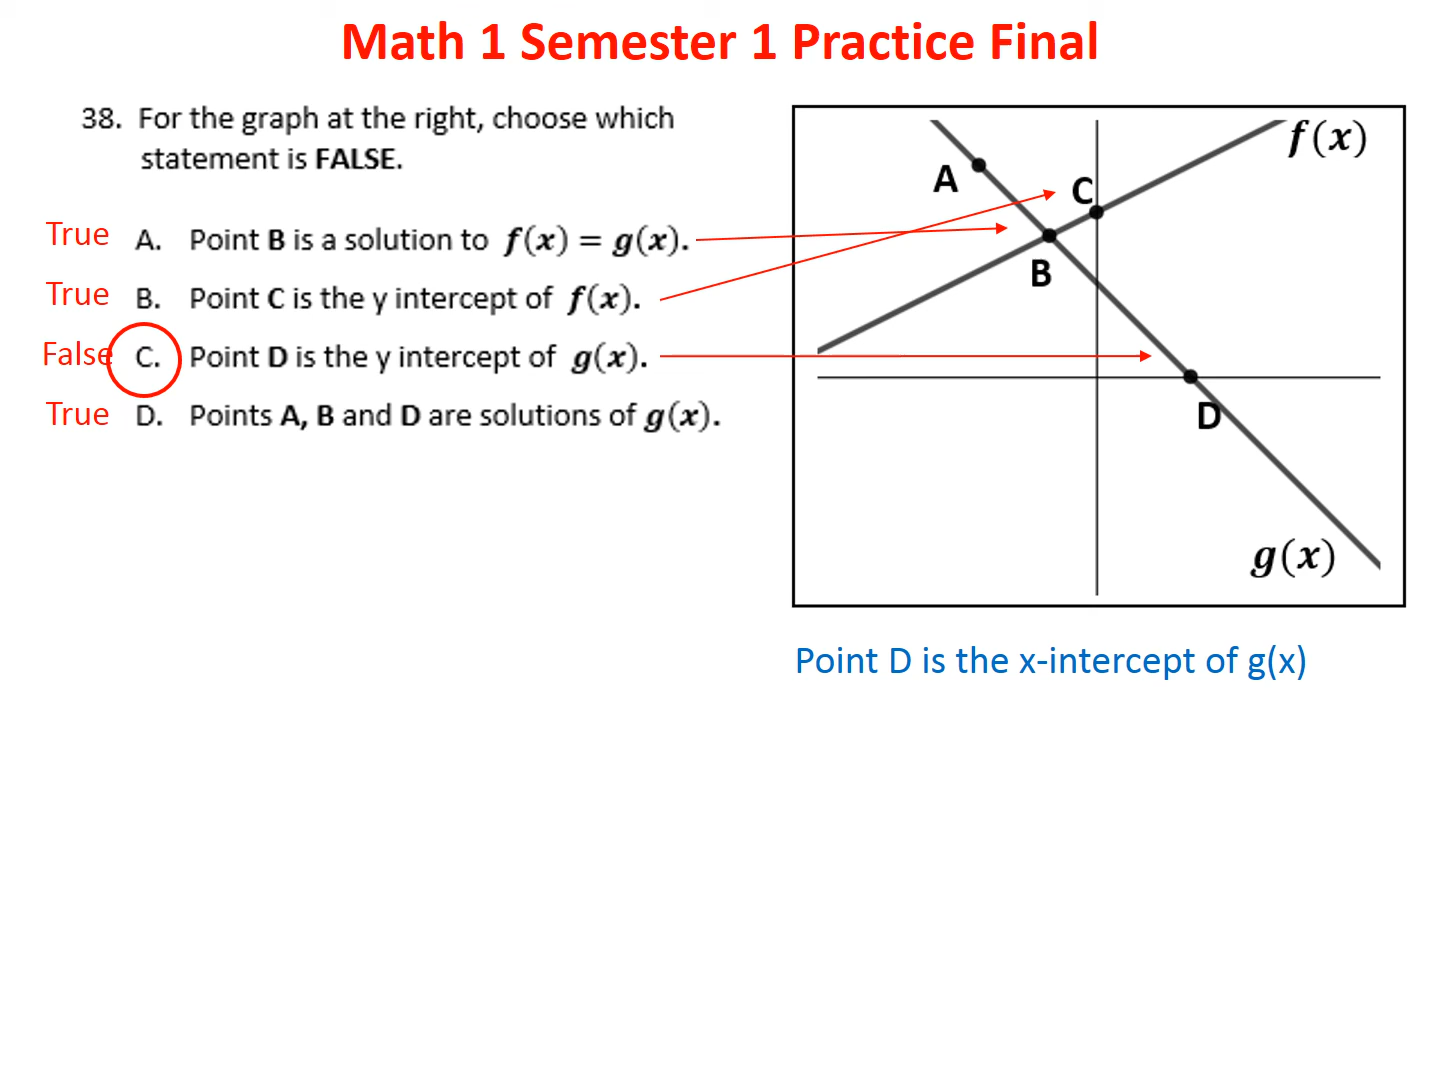 Math 1 Semester 1 Practice Final
38. For the graph at the right, choose which
statement is FALSE.
True A. Point B is a solution to f(x) = g(x).
True B. Point C is the y intercept of f(x).
False C. Point D is the y intercept of g(x).
True D. Points A, B and D are solutions of g(x).
f(x)
A
C
B
D
g(x)
Point D is the x-intercept of g(x)